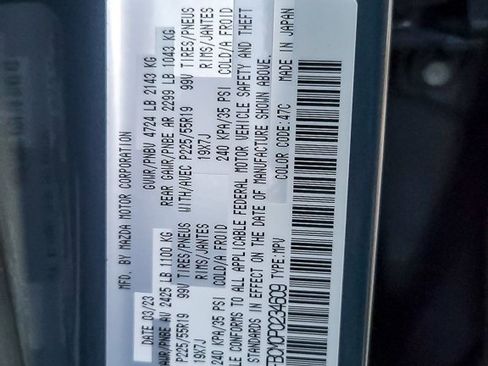 MFD. BY MAZDA MOTOR CORPORATION
DATE 03/23 GVWR/PNBV 4724 LB 2143 KG
GAWR/PNBE AV 2425 LB 1100 KG REAR GAWR/PNBE AR 2299 LB 1043 KG
P225/55R19 99V TIRES/PNEUS WITH/AVEC P225/55R19 99V TIRES/PNEUS
19X7J RIMS/JANTES 19X7J RIMS/JANTES
240 KPA/35 PSI COLD/A FROID 240 KPA/35 PSI COLD/A FROID
CONFORMS TO ALL APPLICABLE FEDERAL MOTOR VEHICLE SAFETY AND THEFT
STANDARDS IN EFFECT ON THE DATE OF MANUFACTURE SHOWN ABOVE.
TYPE:MPV COLOR CODE:47C MADE IN JAPAN